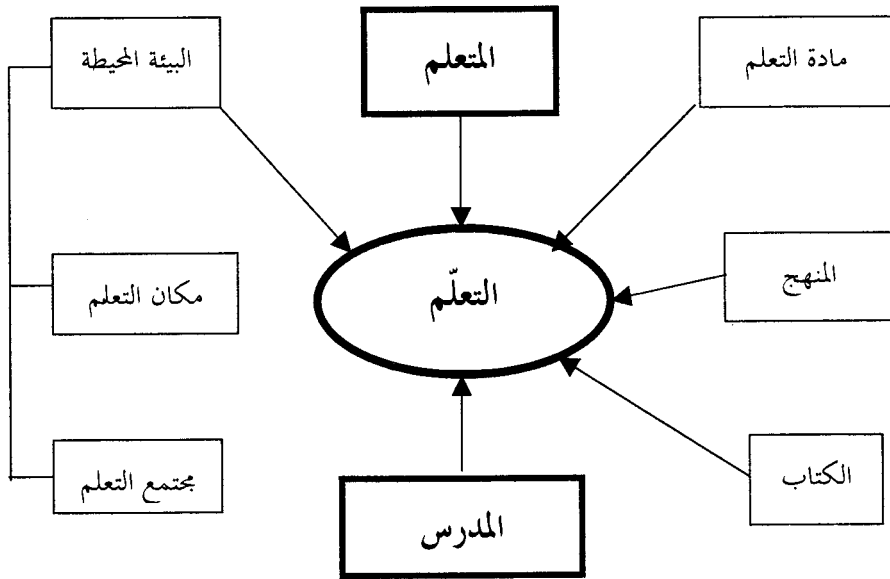 مادة التعلم
المتعلم
البيئة المحيطة
المنهج
التعلّم
مكان التعلم
الكتاب
المدرس
مجتمع التعلم